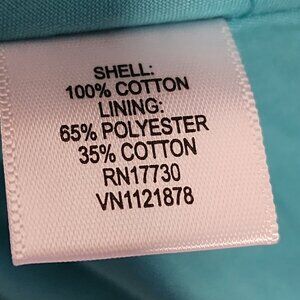 SHELL:
100% COTTON
LINING:
65% POLYESTER
35% COTTON
RN17730
VN1121878